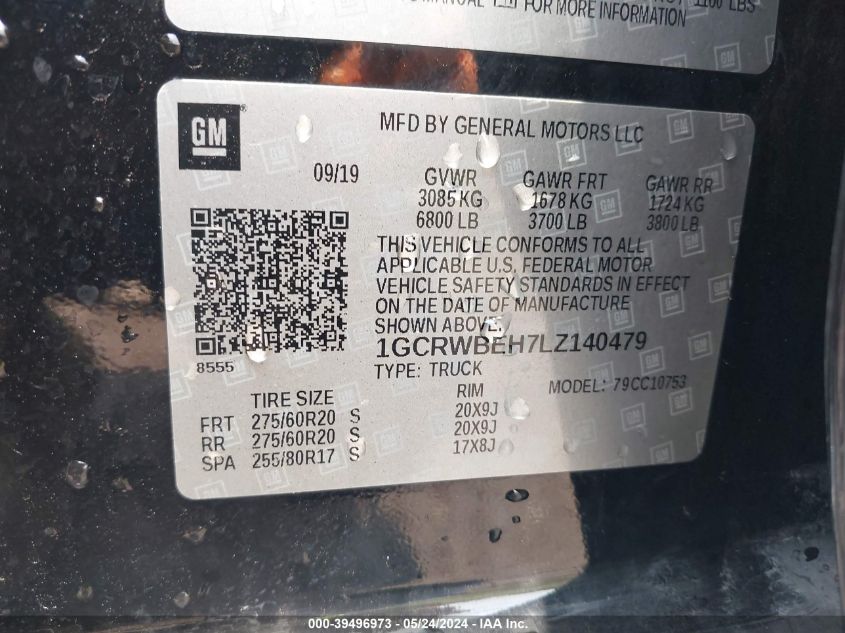 MANUAL FOR MORE INFORMATION
1100 LBS
GM
MFD BY GENERAL MOTORS LLC
09/19
GVWR GAWR FRT GAWR RR
3085 KG 1678 KG 1724 KG
6800 LB 3700 LB 3800 LB
THIS VEHICLE CONFORMS TO ALL
APPLICABLE U.S. FEDERAL MOTOR
VEHICLE SAFETY STANDARDS IN EFFECT
ON THE DATE OF MANUFACTURE
SHOWN ABOVE.
1GCRWBEH7LZ140479
8555
TYPE: TRUCK
MODEL: 79CC10753
TIRE SIZE RIM
FRT 275/60R20 S 20X9J
RR 275/60R20 S 20X9J
SPA 255/80R17 S 17X8J
000-39496973 - 05/24/2024 - IAA Inc.